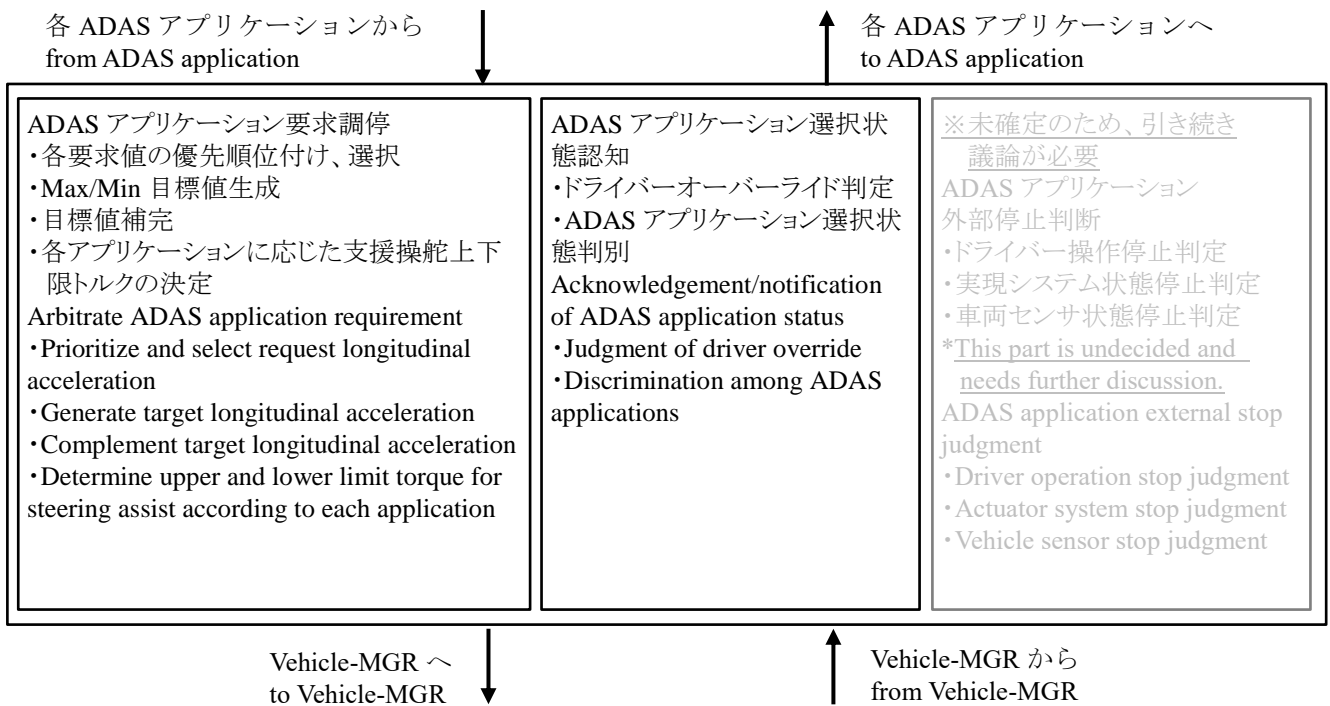 各 ADAS アプリケーションから
from ADAS application
各 ADAS アプリケーションへ
to ADAS application
ADAS アプリケーション要求調停
・各要求値の優先順位付け、選択
・Max/Min 目標値生成
・目標値補完
・各アプリケーションに応じた支援操舵上下
限トルクの決定
Arbitrate ADAS application requirement
・Prioritize and select request longitudinal
acceleration
・Generate target longitudinal acceleration
・Complement target longitudinal acceleration
・Determine upper and lower limit torque for
steering assist according to each application
ADAS アプリケーション選択状
態認知
・ドライバーオーバーライド判定
・ADAS アプリケーション選択状
態判別
Acknowledgement/notification
of ADAS application status
・Judgment of driver override
・Discrimination among ADAS
applications
※未確定のため、引き続き
議論が必要
ADAS アプリケーション
外部停止判断
・ドライバー操作停止判定
・実現システム状態停止判定
・車両センサ状態停止判定
*This part is undecided and
needs further discussion.
ADAS application external stop
judgment
・Driver operation stop judgment
・Actuator system stop judgment
・Vehicle sensor stop judgment
Vehicle-MGR へ
to Vehicle-MGR
Vehicle-MGR から
from Vehicle-MGR